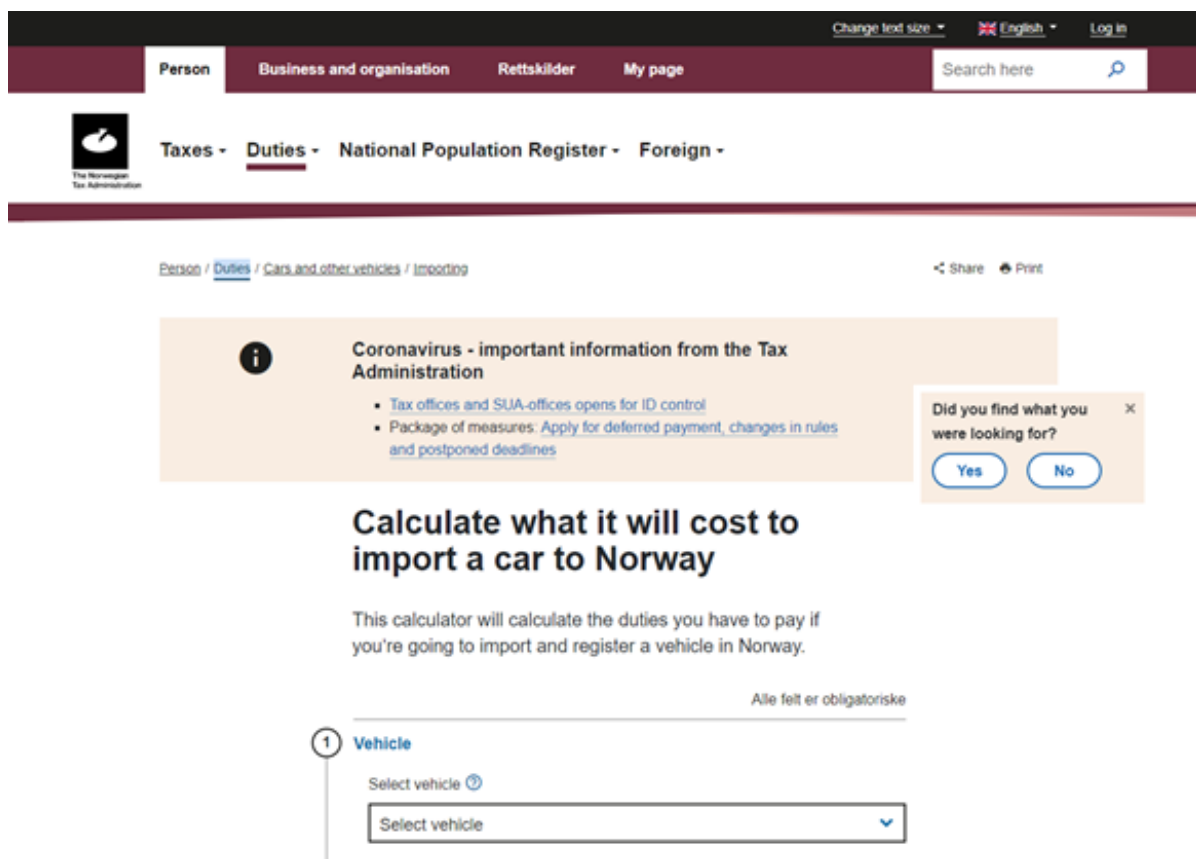 Change text size English Log in
Person Business and organisation Rettskilder My page Search here
The Norwegian
Tax Administration
Taxes Duties National Population Register Foreign
Person / Duties / Cars and other vehicles / Importing Share Print
Coronavirus - important information from the Tax
Administration
Tax offices and SUA-offices opens for ID control
Package of measures: Apply for deferred payment, changes in rules
and postponed deadlines
Did you find what you
were looking for?
Yes No
Calculate what it will cost to
import a car to Norway
This calculator will calculate the duties you have to pay if
you're going to import and register a vehicle in Norway.
Alle felt er obligatoriske
1 Vehicle
Select vehicle
Select vehicle